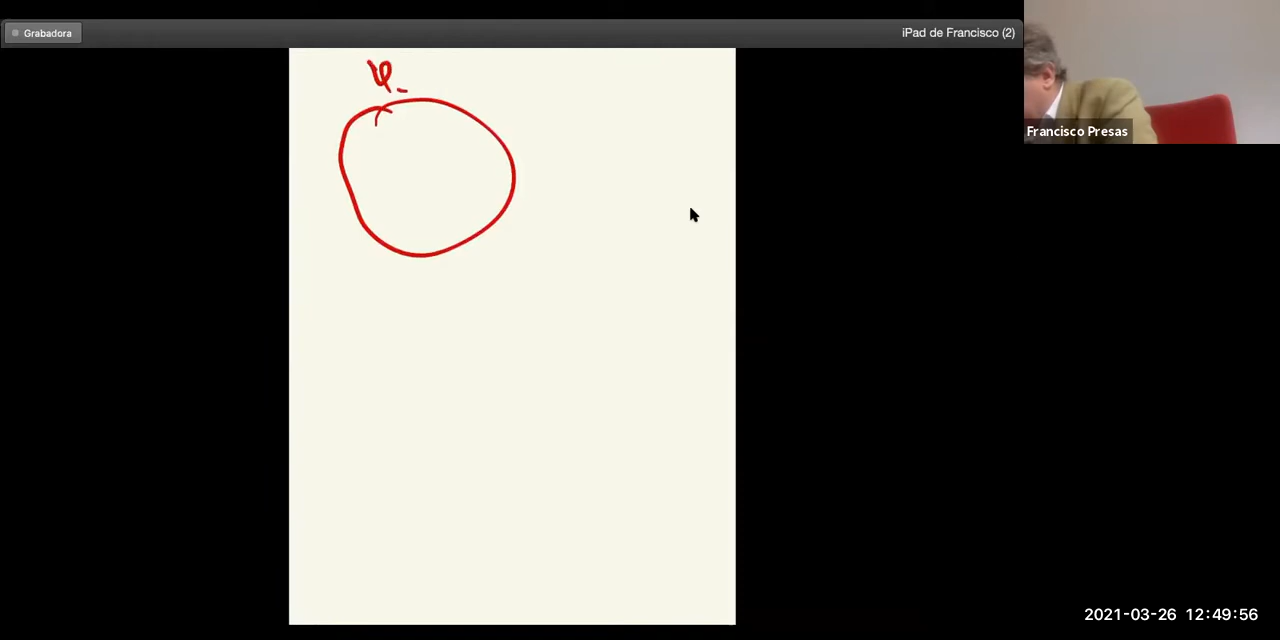 Grabadora
iPad de Francisco (2)
Francisco Presas
2021-03-26 12:49:56